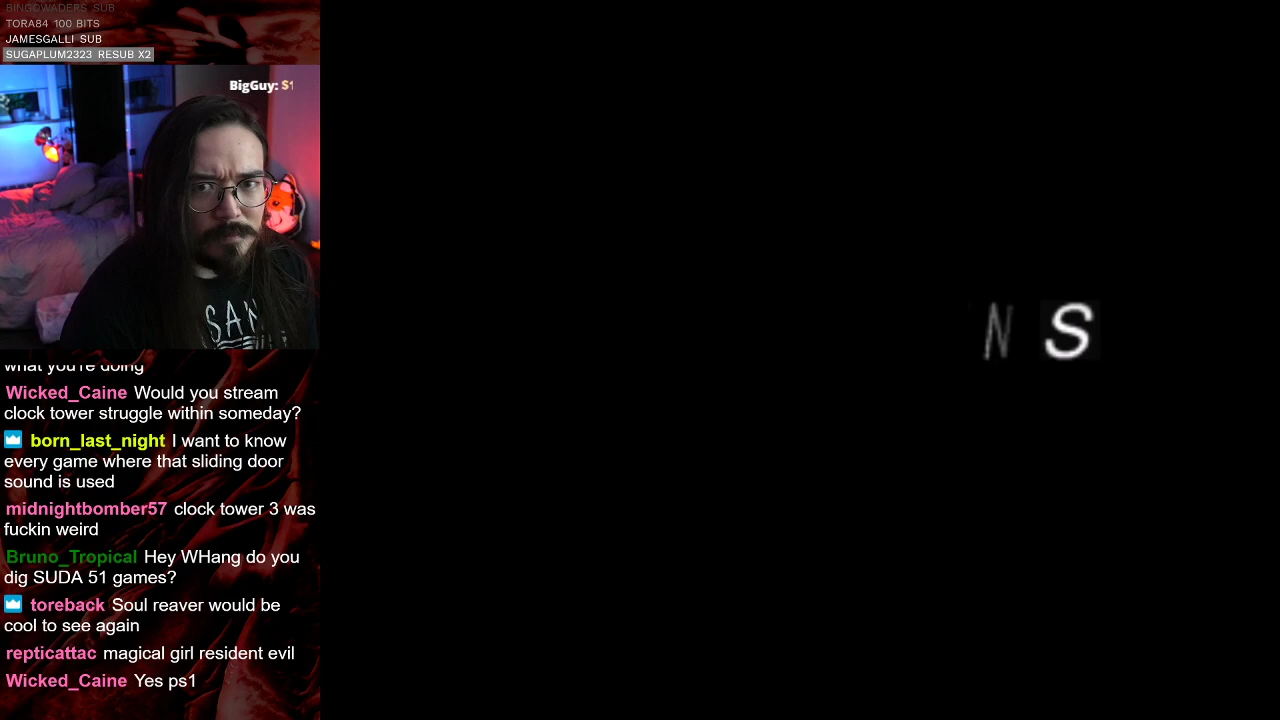 BINGOWADERS SUB
TORA84 100 BITS
JAMESGALLI SUB
SUGAPLUM2323 RESUB X2
BigGuy: $1
SAN
what you're doing
Wicked_Caine Would you stream
clock tower struggle within someday?
born_last_night I want to know
every game where that sliding door
sound is used
midnightbomber57 clock tower 3 was
fuckin weird
Bruno_Tropical Hey WHang do you
dig SUDA 51 games?
toreback Soul reaver would be
cool to see again
repticattac magical girl resident evil
Wicked_Caine Yes ps1
N S